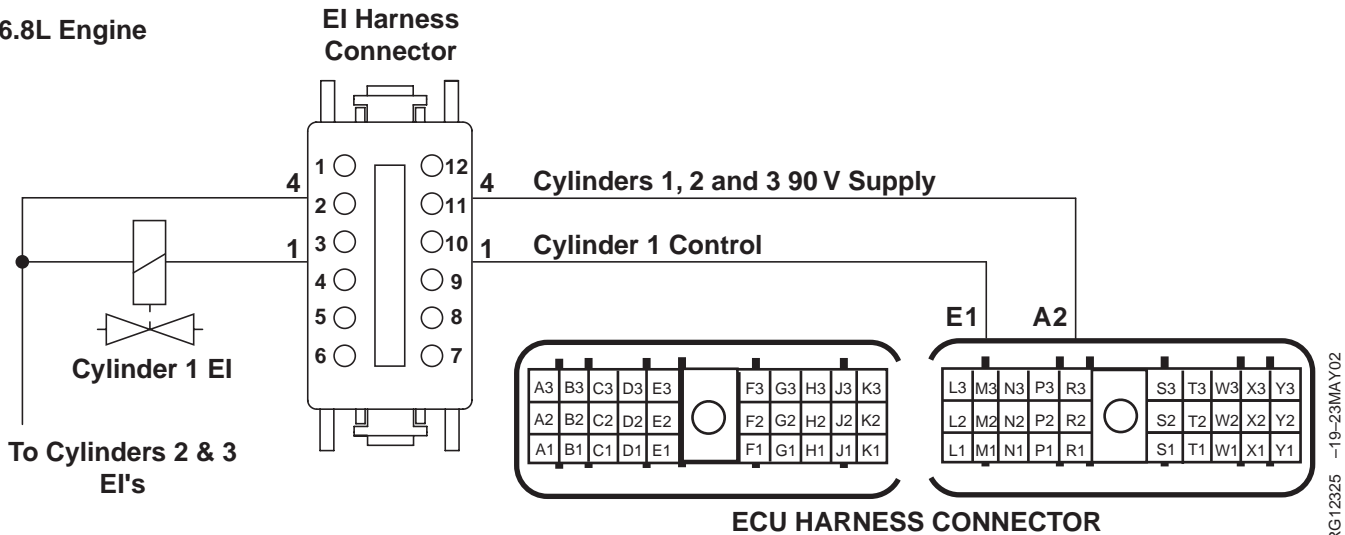 6.8L Engine
EI Harness
Connector
1 12
4 4 Cylinders 1, 2 and 3 90 V Supply
2 11
1 3 10 1 Cylinder 1 Control
4 9
5 8
6 7
E1 A2
Cylinder 1 EI
To Cylinders 2 & 3
EI's
A3 B3 C3 D3 E3 F3 G3 H3 J3 K3
A2 B2 C2 D2 E2 F2 G2 H2 J2 K2
A1 B1 C1 D1 E1 F1 G1 H1 J1 K1
L3 M3 N3 P3 R3 S3 T3 W3 X3 Y3
L2 M2 N2 P2 R2 S2 T2 W2 X2 Y2
L1 M1 N1 P1 R1 S1 T1 W1 X1 Y1
ECU HARNESS CONNECTOR
RG12325 –19–23MAY02